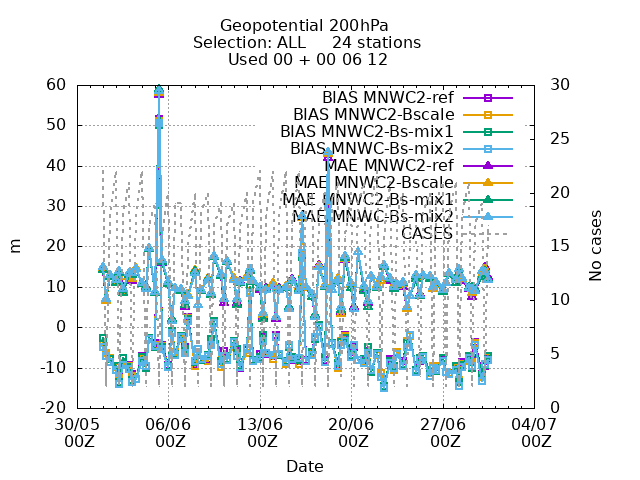 Geopotential 200hPa
Selection: ALL 24 stations
Used 00 + 00 06 12
60 30
BIAS MNWC2-ref
BIAS MNWC2-Bscale
50 25
BIAS MNWC2-Bs-mix1
BIAS MNWC-Bs-mix2
40 20
MAE MNWC2-ref
MAE MNWC2-Bscale
MAE MNWC2-Bs-mix1
30
MAE MNWC-Bs-mix2
CASES
20 15
m
No cases
10 10
0
-10 5
-20 0
30/05 06/06 13/06 20/06 27/06 04/07
00Z 00Z 00Z 00Z 00Z 00Z
Date